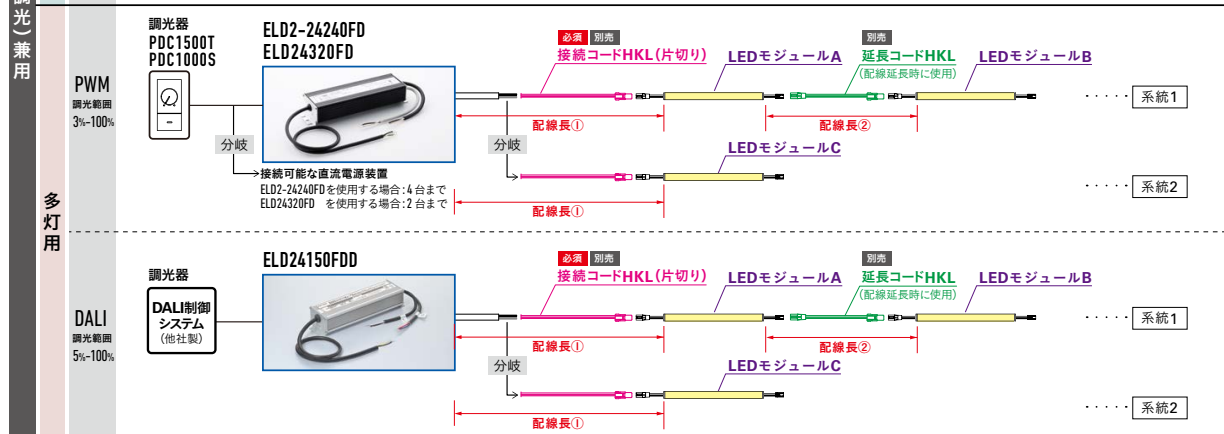 光)兼用
多灯用
PWM
調光範囲
3%-100%
調光器
PDC1500T
PDC1000S
ELD2-24240FD
ELD24320FD
分岐
接続可能な直流電源装置
ELD2-24240FDを使用する場合:4台まで
ELD24320FD を使用する場合:2台まで
必須 別売
接続コードHKL(片切り)
LEDモジュールA
別売
延長コードHKL
(配線延長時に使用)
LEDモジュールB
配線長①
配線長②
・・・・・ 系統1
分岐
LEDモジュールC
配線長①
・・・・・ 系統2
DALI
調光範囲
5%-100%
調光器
DALI制御
システム
(他社製)
ELD24150FDD
必須 別売
接続コードHKL(片切り)
LEDモジュールA
別売
延長コードHKL
(配線延長時に使用)
LEDモジュールB
配線長①
配線長②
・・・・・ 系統1
分岐
LEDモジュールC
配線長①
・・・・・ 系統2